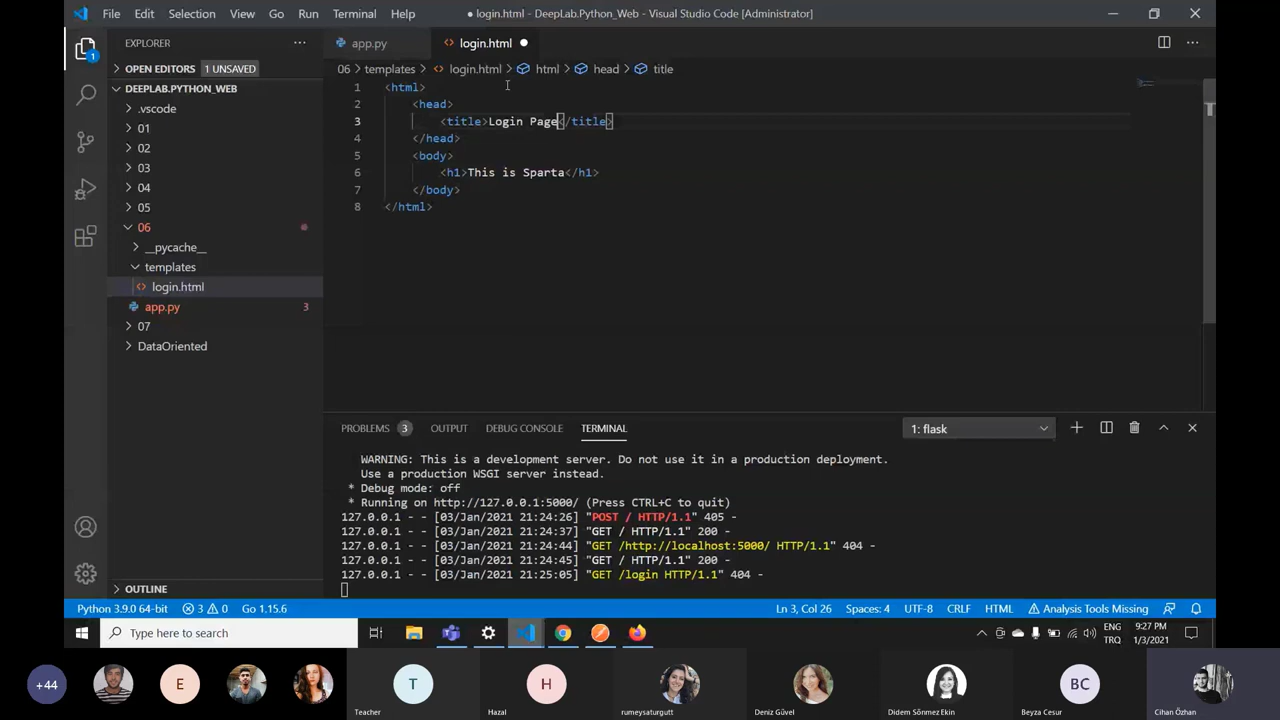 File Edit Selection View Go Run Terminal Help
● login.html - DeepLab.Python_Web - Visual Studio Code [Administrator]
EXPLORER
app.py
login.html
OPEN EDITORS 1 UNSAVED
06 > templates > login.html > html > head > title
DEEPLAB.PYTHON_WEB
.vscode
01
02
03
04
05
06
__pycache__
templates
login.html
app.py 3
07
DataOriented
OUTLINE
1 <html>
2 <head>
3 <title>Login Page</title>
4 </head>
5 <body>
6 <h1>This is Sparta</h1>
7 </body>
8 </html>
PROBLEMS 3 OUTPUT DEBUG CONSOLE TERMINAL 1: flask
WARNING: This is a development server. Do not use it in a production deployment.
Use a production WSGI server instead.
* Debug mode: off
* Running on http://127.0.0.1:5000/ (Press CTRL+C to quit)
127.0.0.1 - - [03/Jan/2021 21:24:26] "POST / HTTP/1.1" 405 -
127.0.0.1 - - [03/Jan/2021 21:24:37] "GET / HTTP/1.1" 200 -
127.0.0.1 - - [03/Jan/2021 21:24:44] "GET /http://localhost:5000/ HTTP/1.1" 404 -
127.0.0.1 - - [03/Jan/2021 21:24:45] "GET / HTTP/1.1" 200 -
127.0.0.1 - - [03/Jan/2021 21:25:05] "GET /login HTTP/1.1" 404 -
Python 3.9.0 64-bit 3 0 Go 1.15.6 Ln 3, Col 26 Spaces: 4 UTF-8 CRLF HTML Analysis Tools Missing
Type here to search
ENG
TRQ
9:27 PM
1/3/2021
1
+44
E
T
H
BC
Teacher
Hazal
rumeysaturgutt
Deniz Güvel
Didem Sönmez Ekin
Beyza Cesur
Cihan Özhan